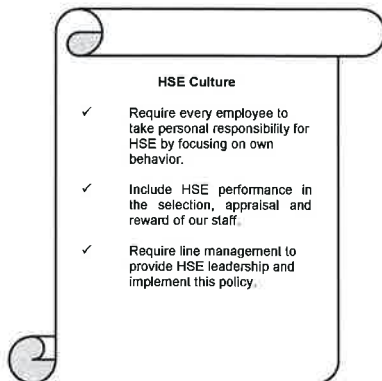 HSE Culture
✓ Require every employee to
take personal responsibility for
HSE by focusing on own
behavior.
✓ Include HSE performance in
the selection, appraisal and
reward of our staff.
✓ Require line management to
provide HSE leadership and
implement this policy.